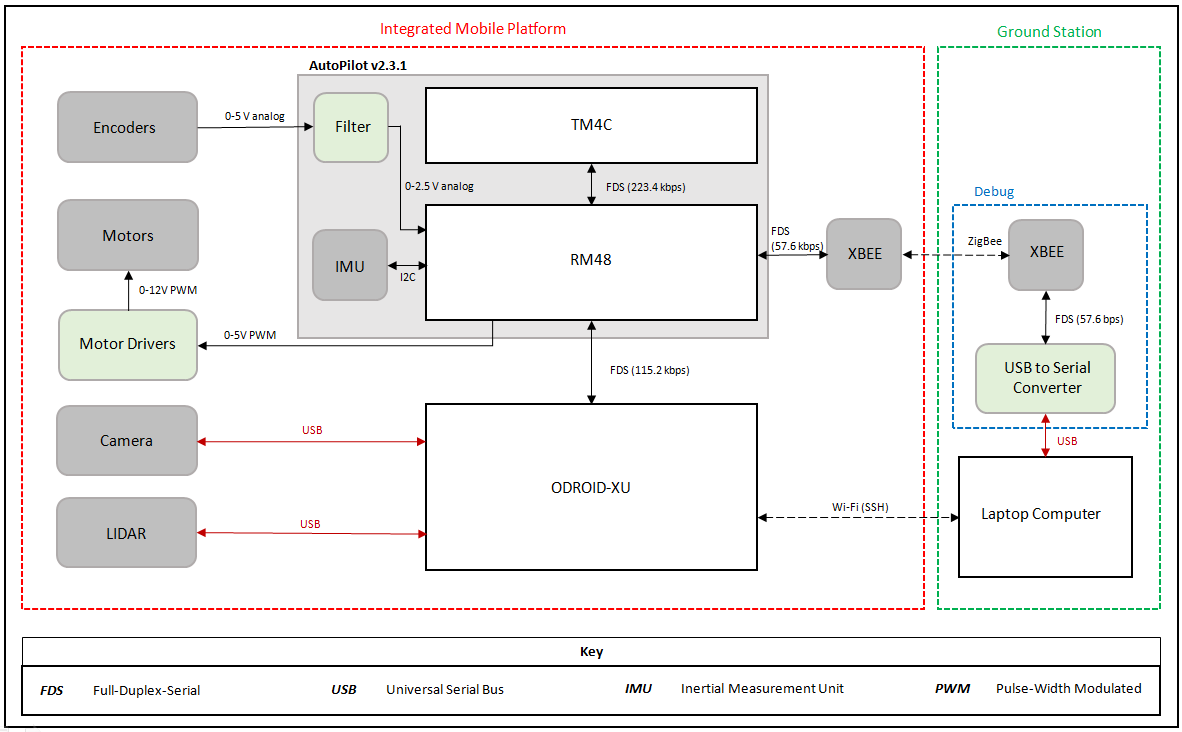 Integrated Mobile Platform
Ground Station
AutoPilot v2.3.1
Encoders
0-5 V analog
Filter
TM4C
0-2.5 V analog
FDS (223.4 kbps)
Debug
Motors
IMU
I2C
RM48
FDS
(57.6 kbps)
XBEE
ZigBee
XBEE
0-12V PWM
FDS (57.6 bps)
Motor Drivers
0-5V PWM
FDS (115.2 kbps)
USB to Serial
Converter
Camera
USB
USB
ODROID-XU
Wi-Fi (SSH)
Laptop Computer
LIDAR
USB
Key
FDS Full-Duplex-Serial USB Universal Serial Bus IMU Inertial Measurement Unit PWM Pulse-Width Modulated